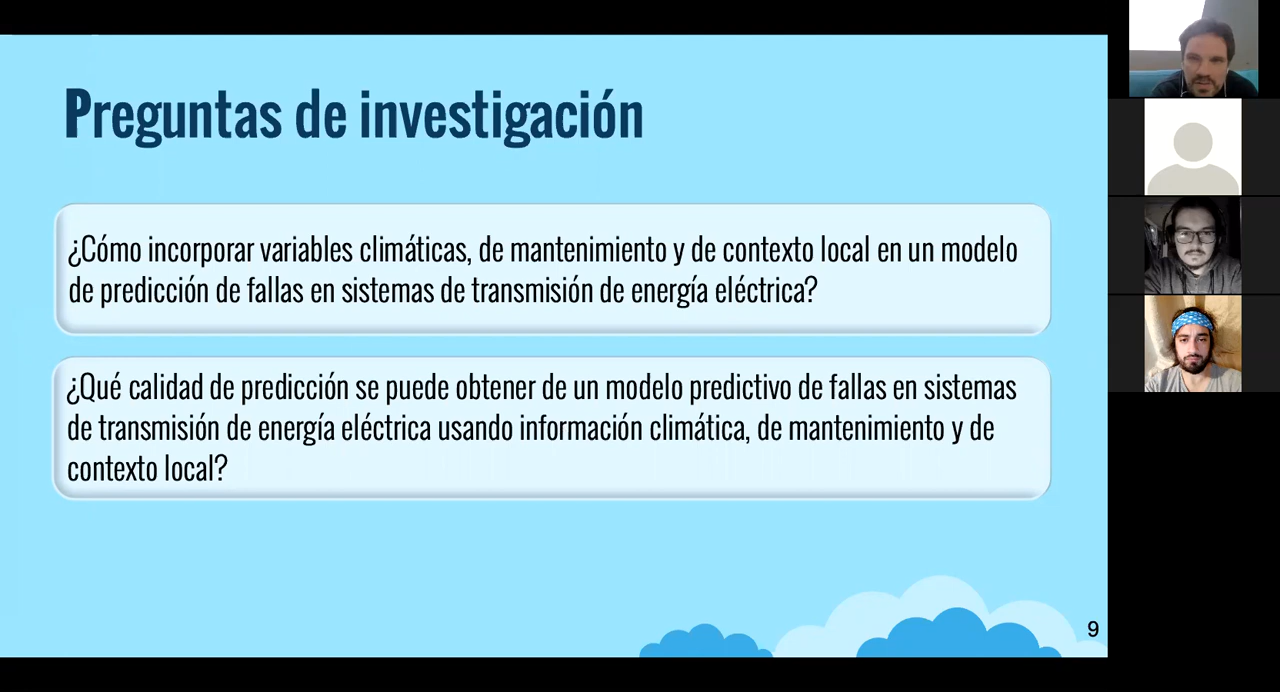 Preguntas de investigación
¿Cómo incorporar variables climáticas, de mantenimiento y de contexto local en un modelo
de predicción de fallas en sistemas de transmisión de energía eléctrica?
¿Qué calidad de predicción se puede obtener de un modelo predictivo de fallas en sistemas
de transmisión de energía eléctrica usando información climática, de mantenimiento y de
contexto local?
9